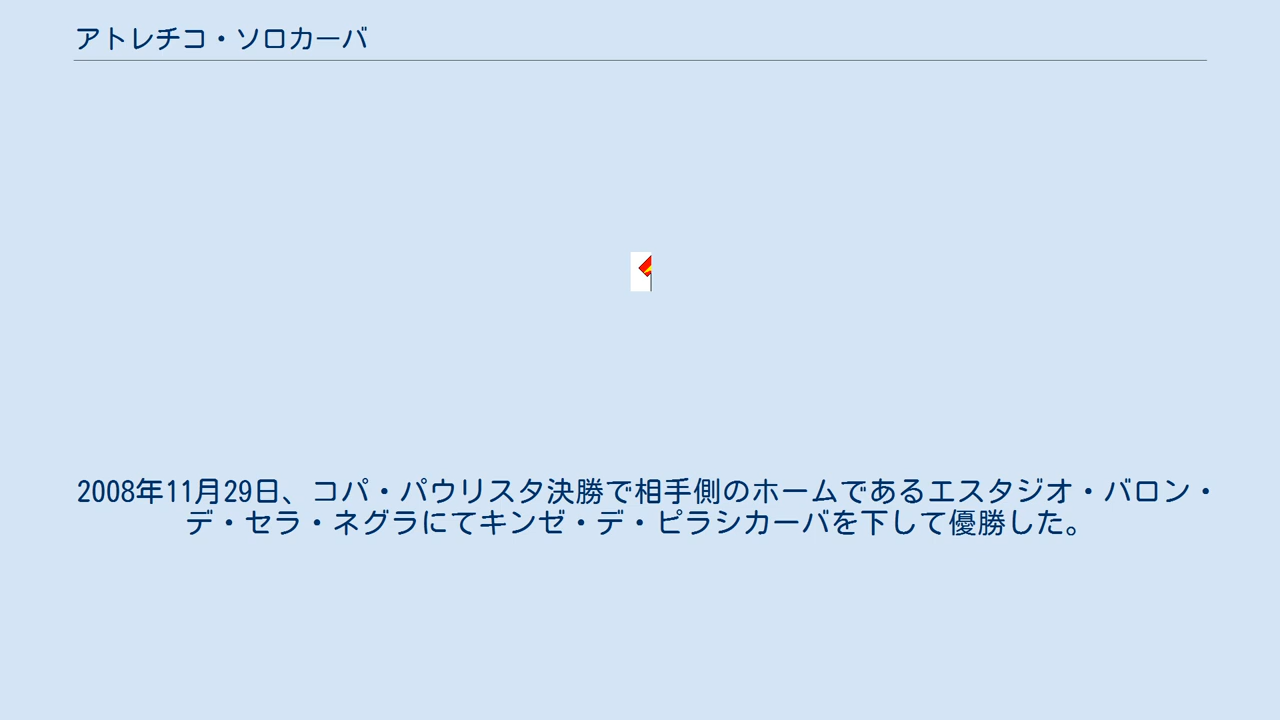 アトレチコ・ソロカーバ
2008年11月29日、コパ・パウリスタ決勝で相手側のホームであるエスタジオ・バロン・
デ・セラ・ネグラにてキンゼ・デ・ピラシカーバを下して優勝した。